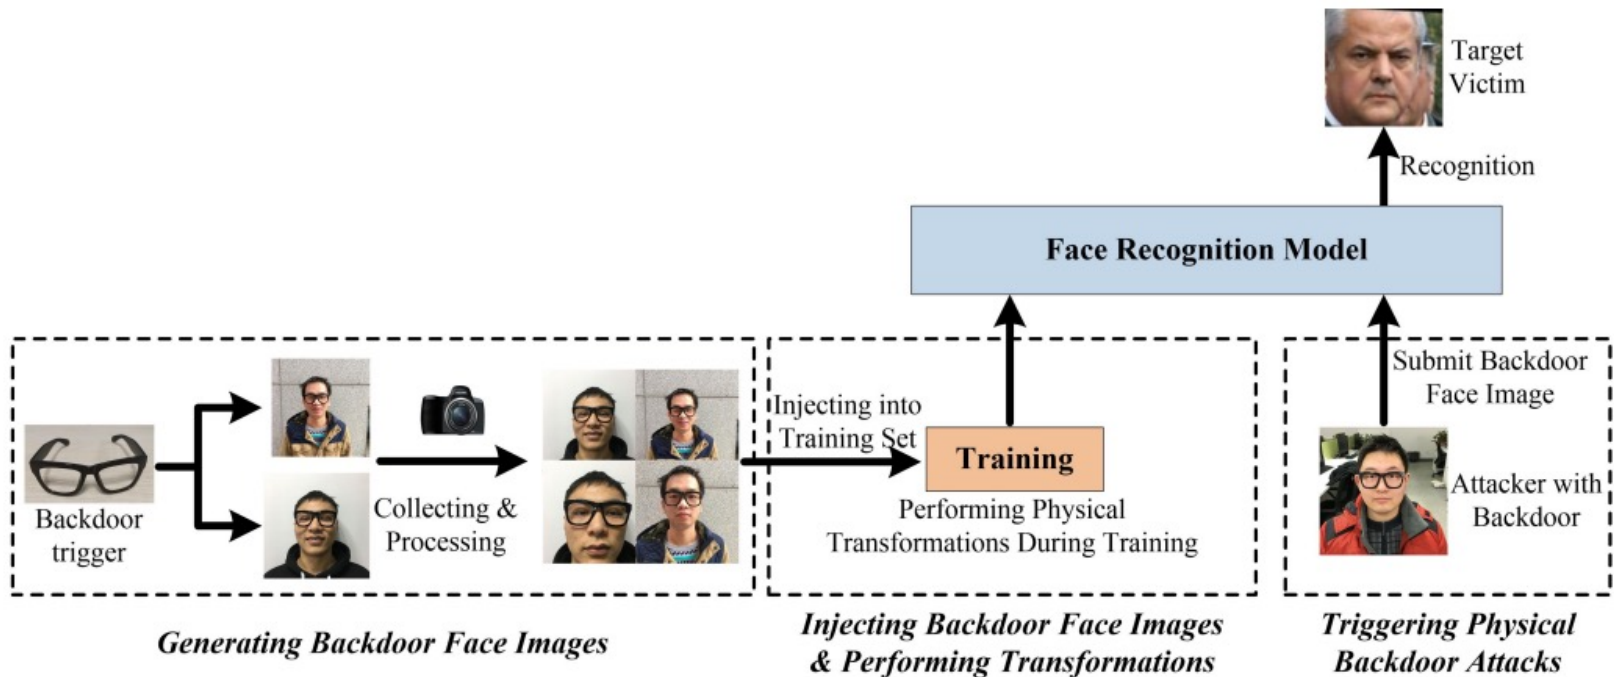 Target
Victim
Recognition
Face Recognition Model
Submit Backdoor
Face Image
Injecting into
Training Set
Training
Backdoor
trigger
Collecting &
Processing
Performing Physical
Transformations During Training
Attacker with
Backdoor
Generating Backdoor Face Images
Injecting Backdoor Face Images
& Performing Transformations
Triggering Physical
Backdoor Attacks